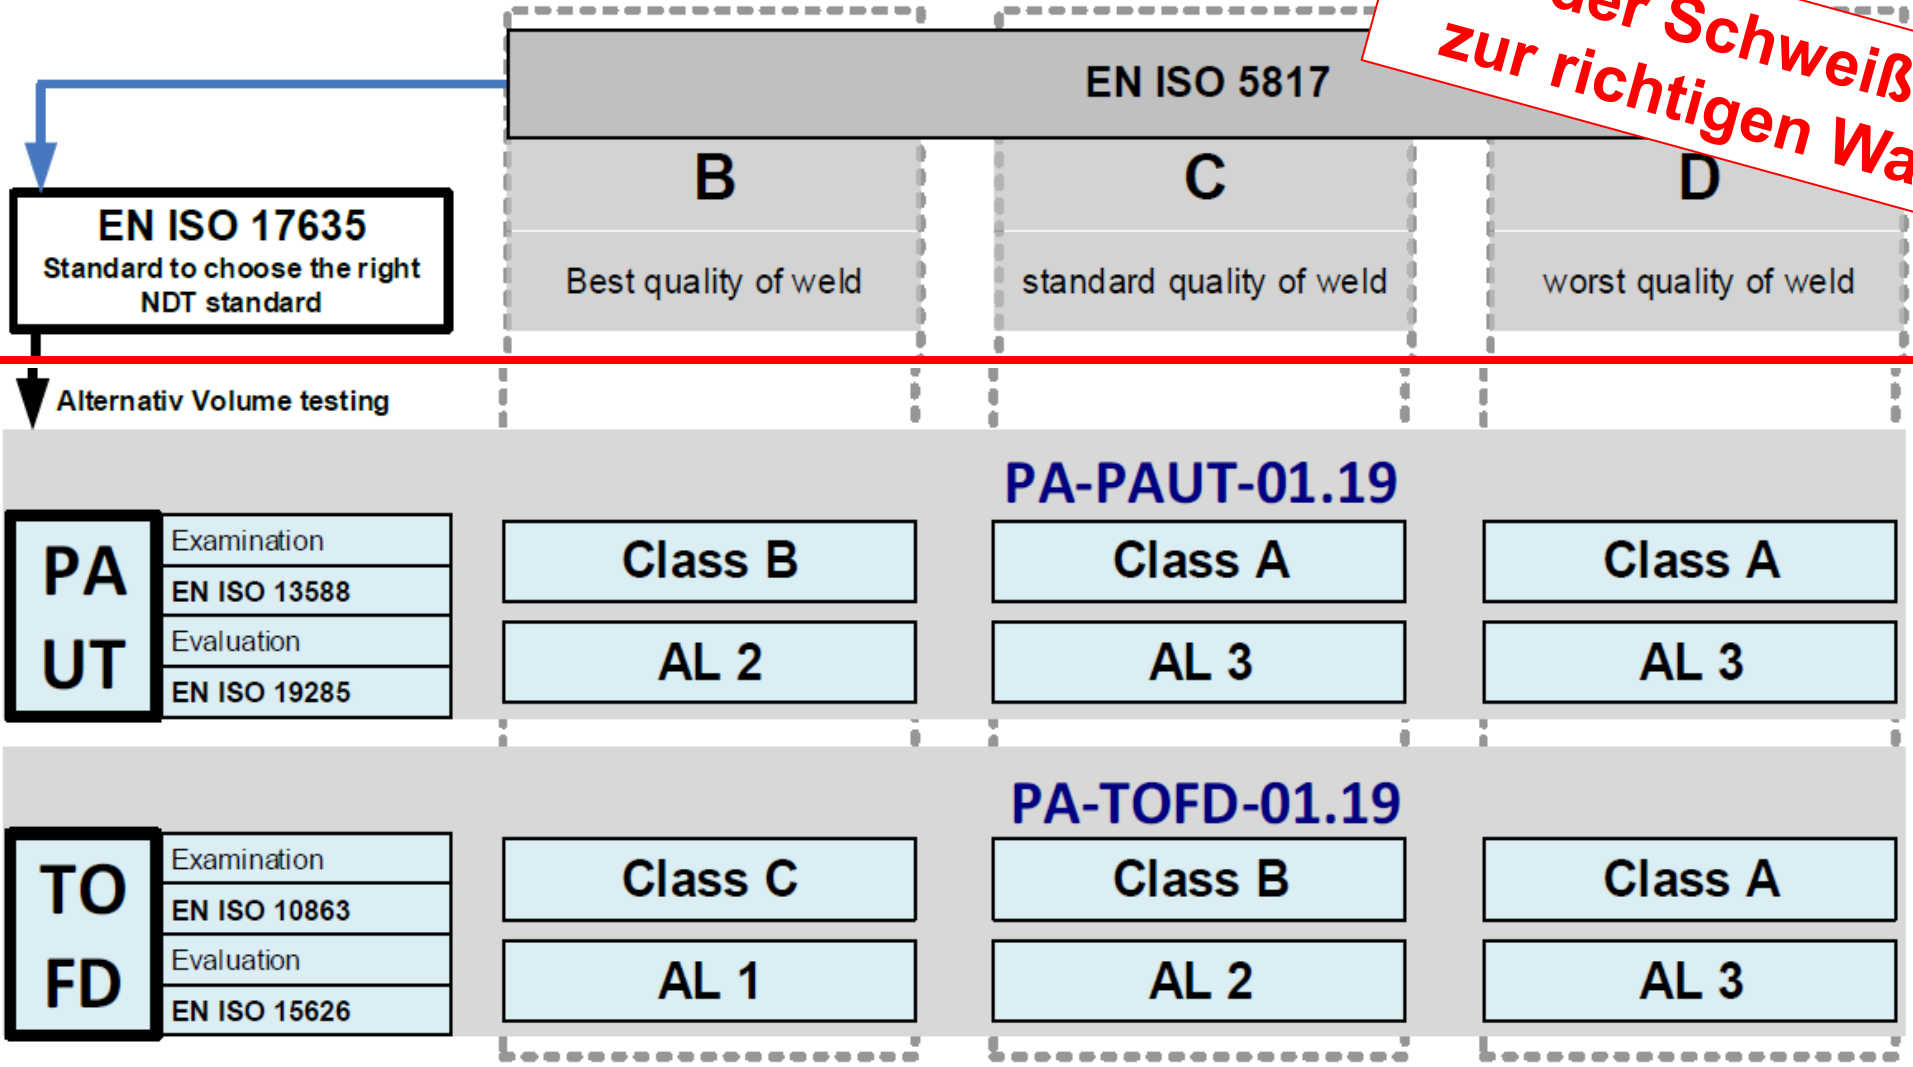 der Schweiß
zur richtigen
EN ISO 5817
B
C
D
EN ISO 17635
Standard to choose the right
NDT standard
Best quality of weld
standard quality of weld
worst quality of weld
Alternativ Volume testing
PA-PAUT-01.19
PA
UT
Examination
EN ISO 13588
Evaluation
EN ISO 19285
Class B
Class A
Class A
AL 2
AL 3
AL 3
PA-TOFD-01.19
TO
FD
Examination
EN ISO 10863
Evaluation
EN ISO 15626
Class C
Class B
Class A
AL 1
AL 2
AL 3